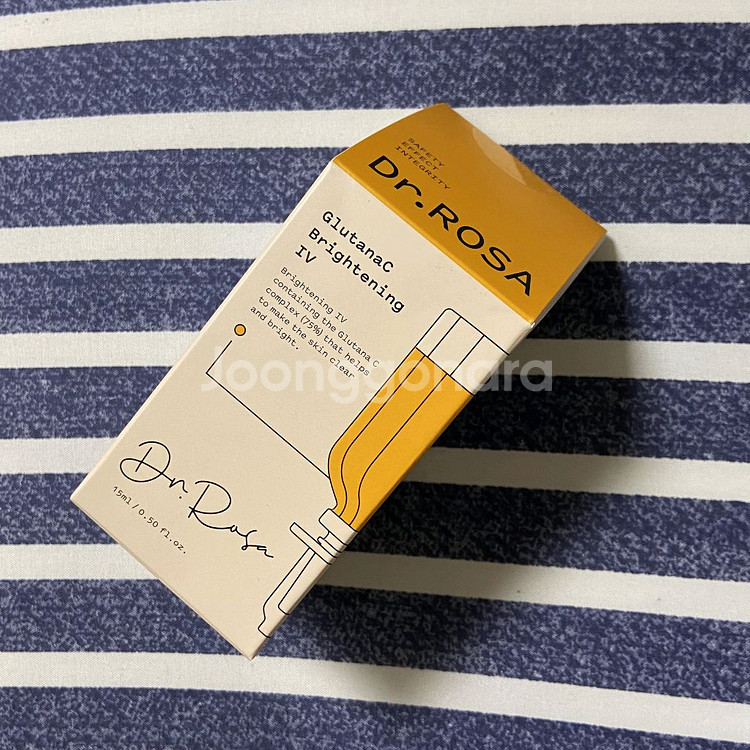 SAFETY
EFFECT
INTEGRITY
Dr.ROSA
GlutanaC
Brightening
IV
Brightening IV
containing the Glutana C
complex (75%) that helps
to make the skin clear
and bright.
Joonggonara
Dr. Rosa
15ml / 0.50 fl.oz.